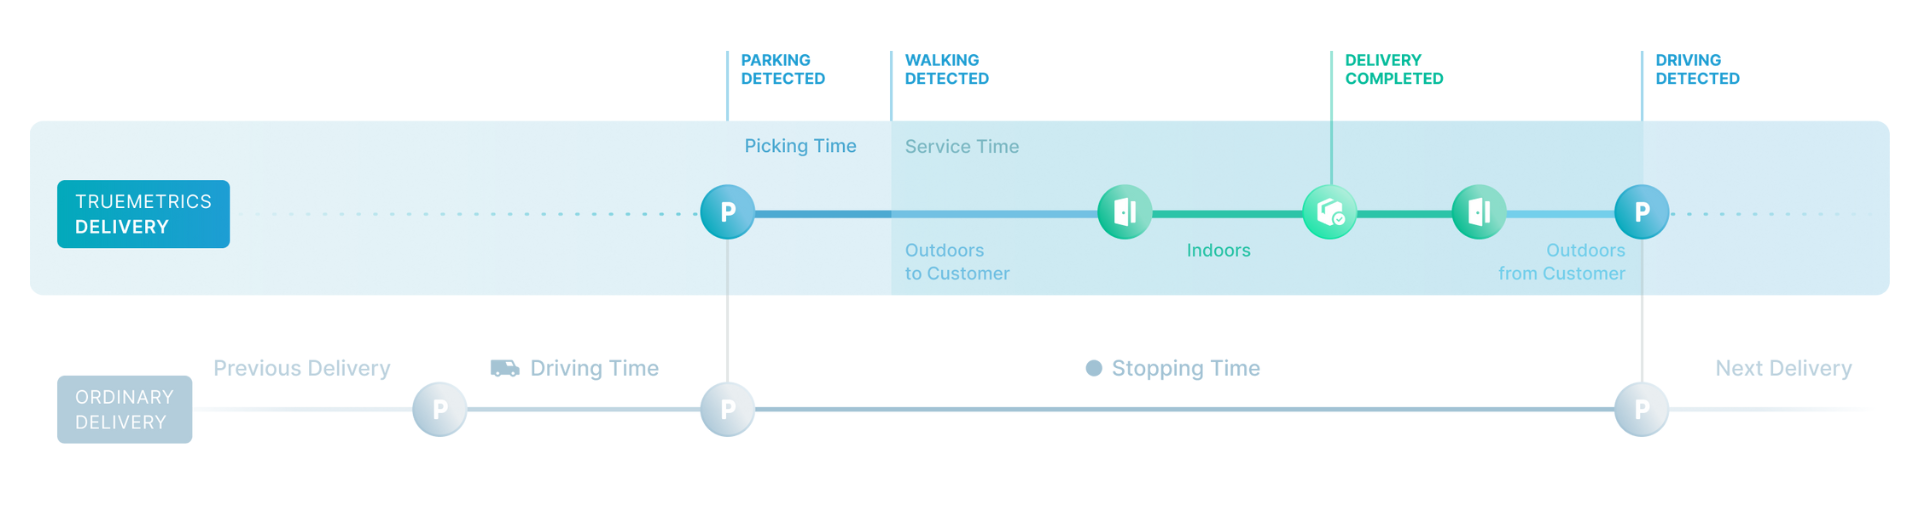 PARKING
DETECTED
WALKING
DETECTED
DELIVERY
COMPLETED
DRIVING
DETECTED
Picking Time
Service Time
TRUEMETRICS
DELIVERY
P
P
Outdoors
to Customer
Indoors
Outdoors
from Customer
Previous Delivery
Driving Time
Stopping Time
Next Delivery
ORDINARY
DELIVERY
P
P
P